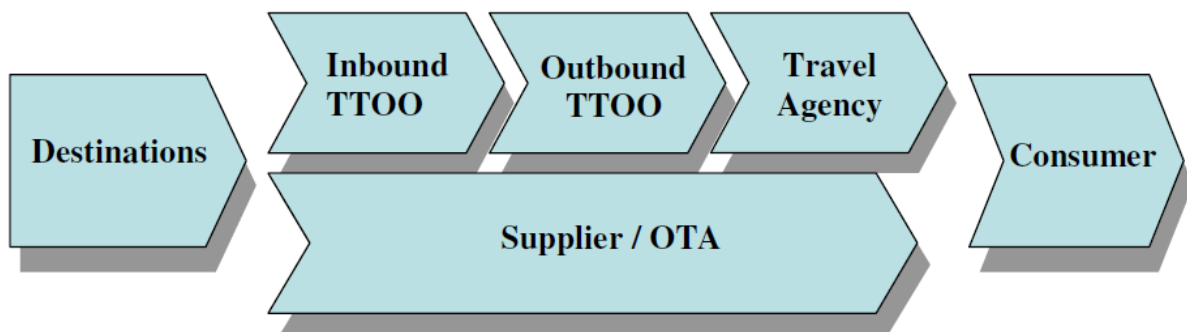 Destinations
Inbound
TTOO
Outbound
TTOO
Travel
Agency
Supplier / OTA
Consumer